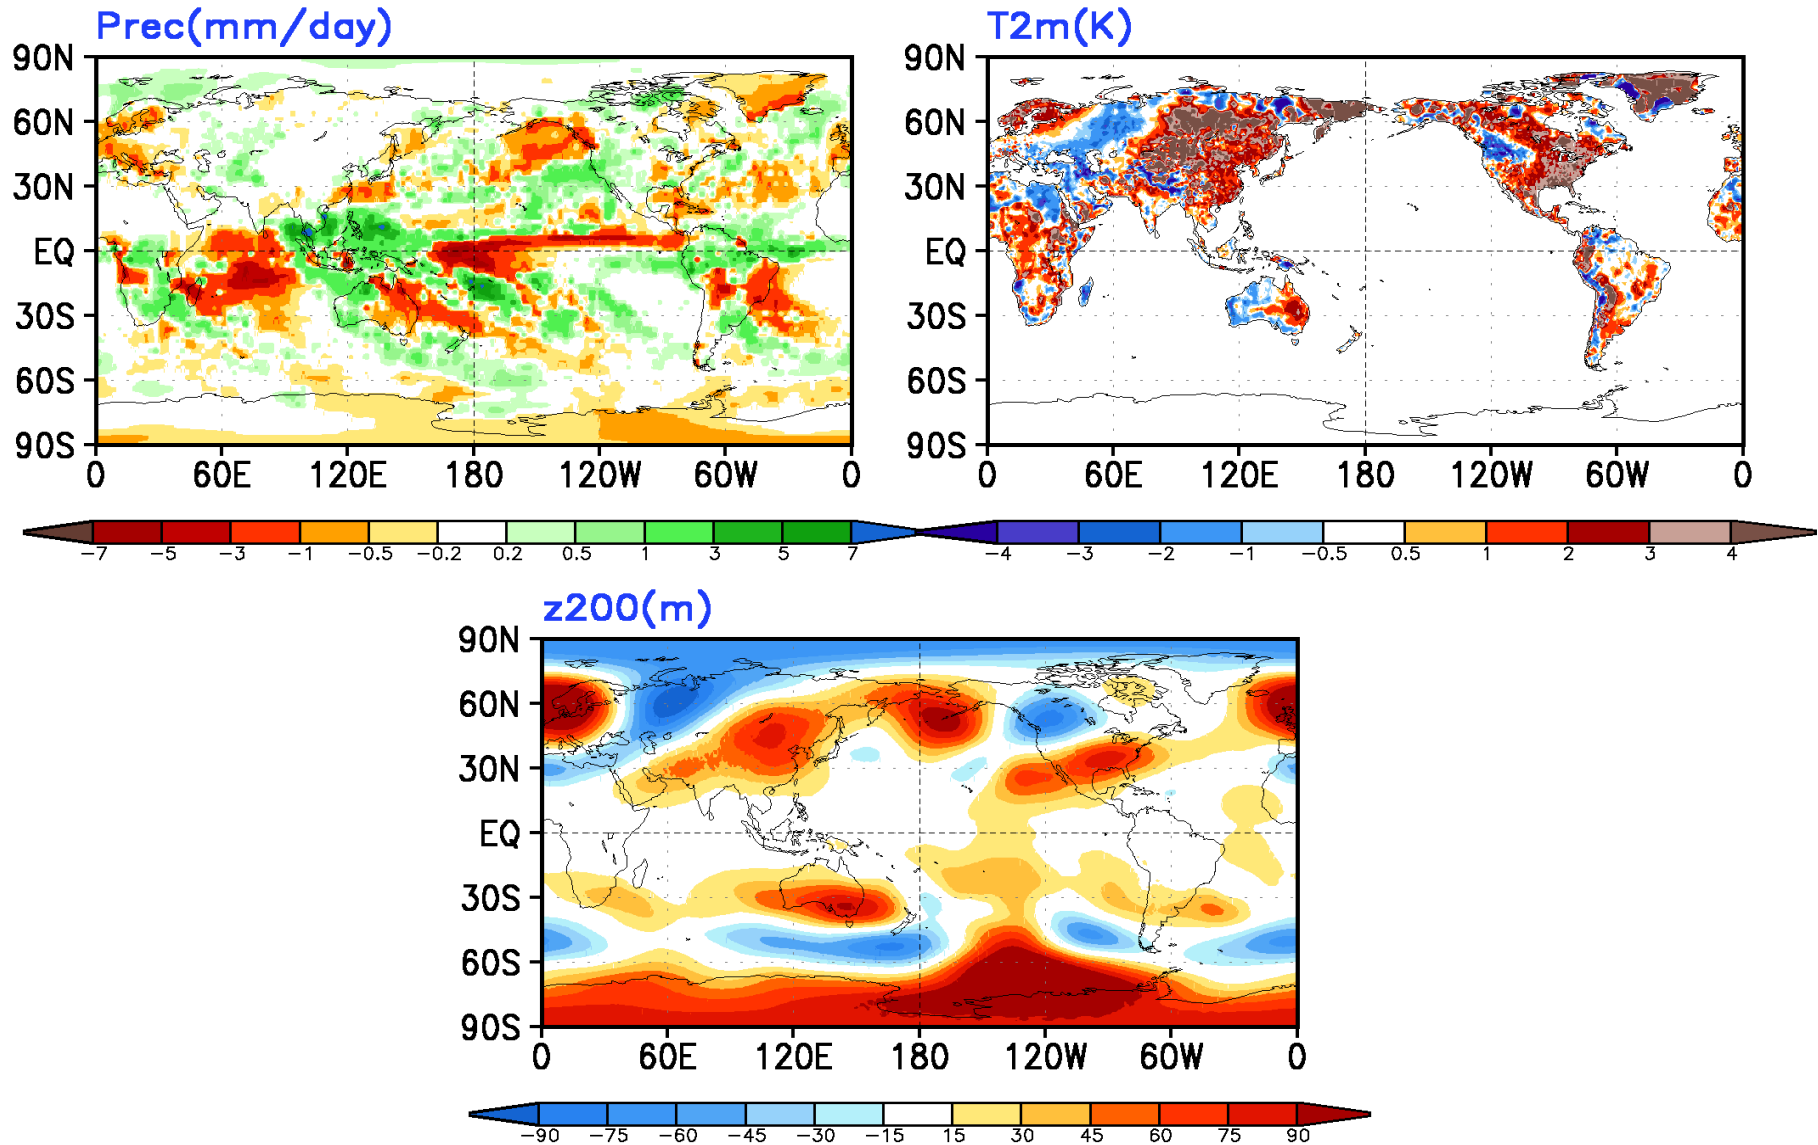 Prec(mm/day)
90N
60N
30N
EQ
30S
60S
90S
0 60E 120E 180 120W 60W 0
-7 -5 -3 -1 -0.5 -0.2 0.2 0.5 1 3 5 7
T2m(K)
90N
60N
30N
EQ
30S
60S
90S
0 60E 120E 180 120W 60W 0
-4 -3 -2 -1 -0.5 0.5 1 2 3 4
z200(m)
90N
60N
30N
EQ
30S
60S
90S
0 60E 120E 180 120W 60W 0
-90 -75 -60 -45 -30 -15 15 30 45 60 75 90